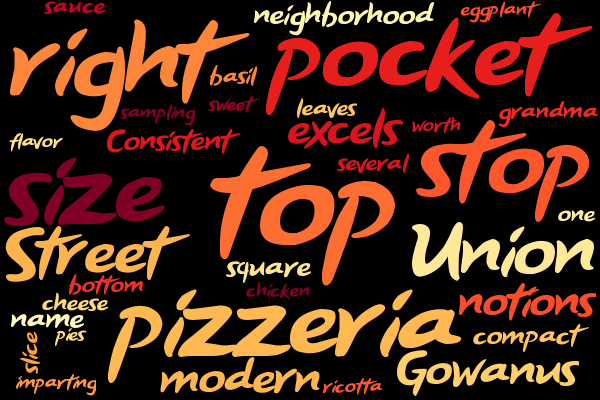 sauce
neighborhood
eggplant
right
pocket
basil
sampling
sweet
leaves
grandma
flavor
Consistent
excels
worth
several
stop
size
top
one
Street
Union
square
bottom
chicken
cheese
name
pies
pizzeria
notions
compact
slice
imparting
modern
ricotta
Gowanus